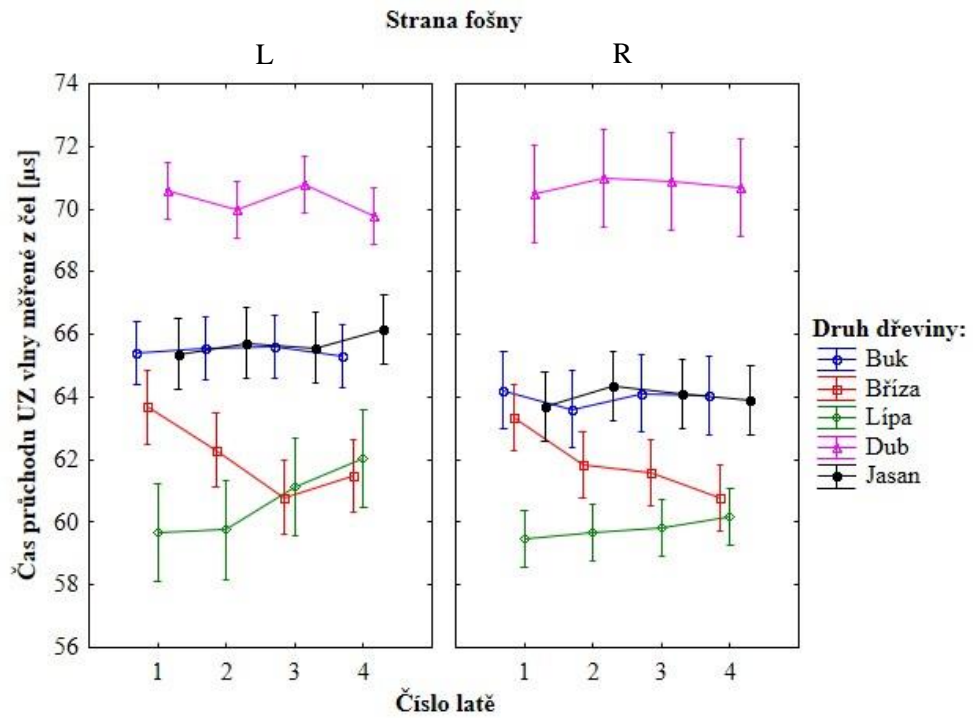 Strana fošny
L
R
Čas průchodu UZ vlny měřené z čel [µs]
74
72
70
68
66
64
62
60
58
56
1 2 3 4
1 2 3 4
Číslo latě
Druh dřeviny:
Buk
Bříza
Lípa
Dub
Jasan